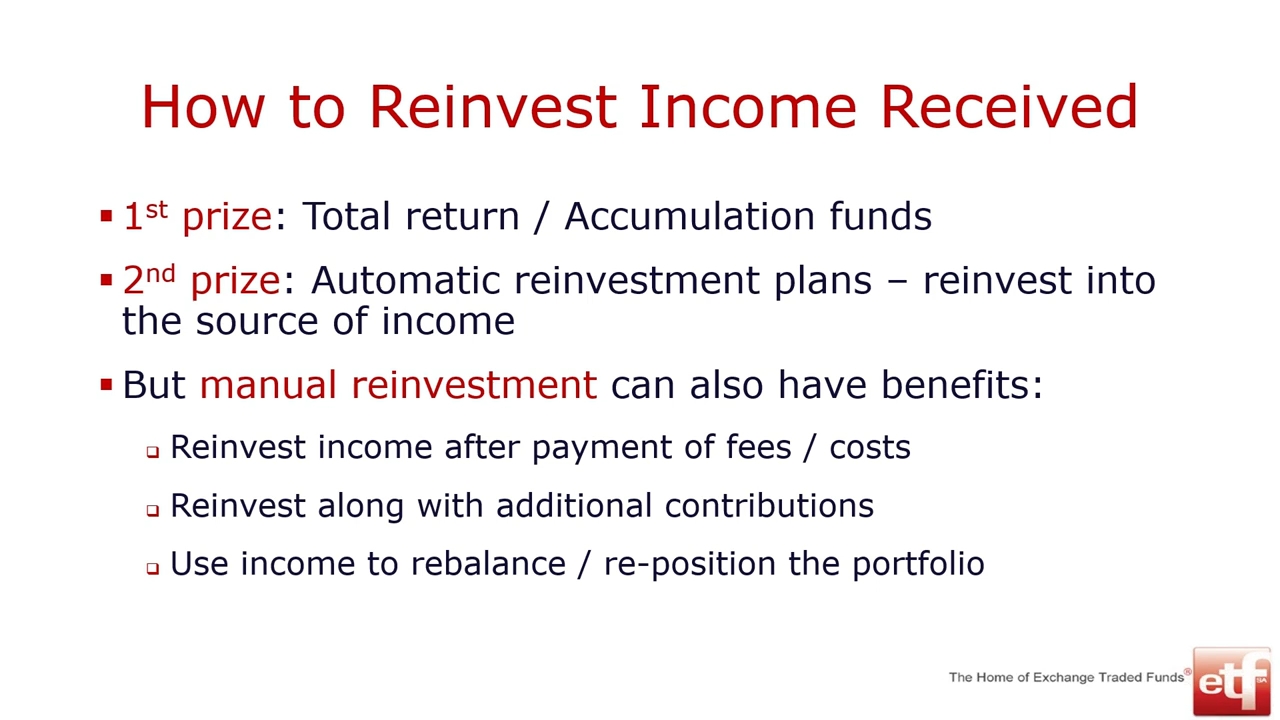 How to Reinvest Income Received
▪ 1st prize: Total return / Accumulation funds
▪ 2nd prize: Automatic reinvestment plans – reinvest into
the source of income
▪ But manual reinvestment can also have benefits:
❑ Reinvest income after payment of fees / costs
❑ Reinvest along with additional contributions
❑ Use income to rebalance / re-position the portfolio
The Home of Exchange Traded Funds®
etf SA